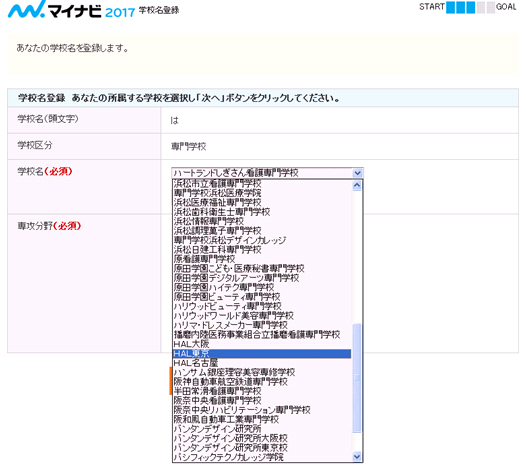 マイナビ 2017 学校名登録
START GOAL
あなたの学校名を登録します。
学校名登録 あなたの所属する学校を選択し「次へ」ボタンをクリックしてください。
学校名(頭文字) は
学校区分 専門学校
学校名(必須) ハートランドしぎさん看護専門学校
浜松市立看護専門学校
専門学校浜松医療学院
浜松医療福祉専門学校
浜松歯科衛生士専門学校
浜松情報専門学校
浜松調理菓子専門学校
専門学校浜松デザインカレッジ
浜松日建工科専門学校
専攻分野(必須)
原看護専門学校
原田学園こども・医療秘書専門学校
原田学園デジタルアーツ専門学校
原田学園ハイテク専門学校
原田学園ビューティ専門学校
ハリウッドビューティ専門学校
ハリウッドワールド美容専門学校
ハリマ・ドレスメーカー専門学校
播磨内陸医務事業組合立播磨看護専門学校
HAL大阪
HAL東京
HAL名古屋
ハンサム銀座理容美容専修学校
阪神自動車航空鉄道専門学校
半田常滑看護専門学校
阪奈中央看護専門学校
阪奈中央リハビリテーション専門学校
阪和鳳自動車工業専門学校
バンタンデザイン研究所
バンタンデザイン研究所大阪校
バンタンデザイン研究所東京校
パシフィックテクノカレッジ学院